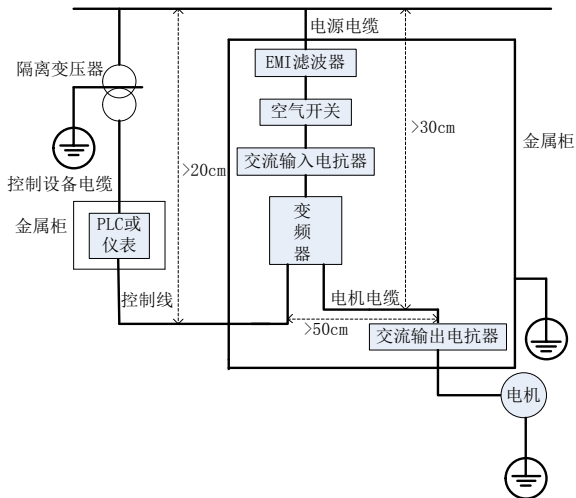 电源电缆
隔离变压器
EMI滤波器
空气开关
>30cm
金属柜
交流输入电抗器
>20cm
控制设备电缆
金属柜
PLC或
仪表
变
频
器
控制线
电机电缆
>50cm
交流输出电抗器
电机